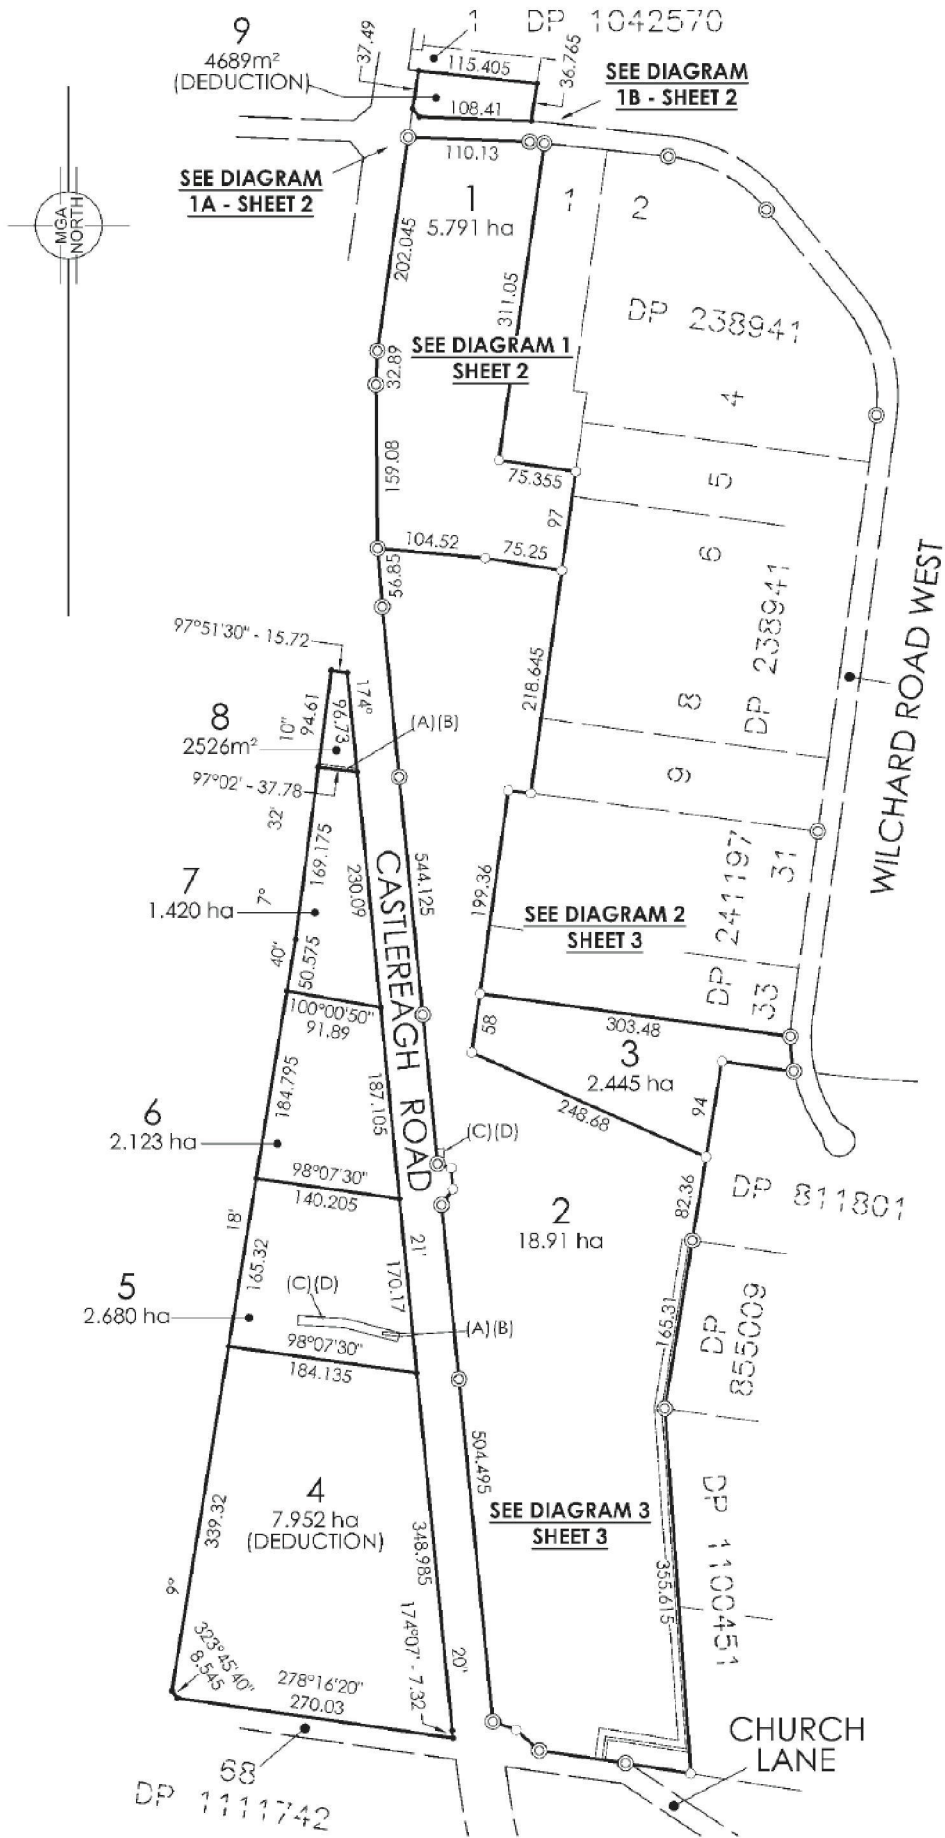 1 DP 1042570
9
4689m²
(DEDUCTION)
37.49
115.405
36.765
108.41
SEE DIAGRAM
1B - SHEET 2
110.13
SEE DIAGRAM
1A - SHEET 2
MGA
NORTH
1
5.791 ha
1
2
202.045
311.05
DP 238941
32.89
SEE DIAGRAM 1
SHEET 2
4
159.08
75.355
5
97
104.52
75.25
6
56.85
DP 238941
WILCHARD ROAD WEST
97°51'30" - 15.72
218.645
174°
94.61
96.73
10"
8
2526m²
(A)(B)
8
97°02' - 37.78
9
32'
169.175
230.09
CASTLEREAGH ROAD
544.125
DP 241197
31
7
1.420 ha
7°
199.36
SEE DIAGRAM 2
SHEET 3
40"
50.575
33
100°00'50"
91.89
58
303.48
3
2.445 ha
184.795
187.105
248.68
94
6
2.123 ha
(C)(D)
98°07'30"
140.205
82.36
DP 811801
2
18.91 ha
18'
21'
165.32
170.17
5
2.680 ha
(C)(D)
(A)(B)
165.31
DP
855009
98°07'30"
184.135
504.495
4
7.952 ha
(DEDUCTION)
SEE DIAGRAM 3
SHEET 3
339.32
348.985
355.615
DP 1100451
9°
323°45'40"
8.545
174°07' - 7.32
20"
278°16'20"
270.03
CHURCH
LANE
68
DP 1111742